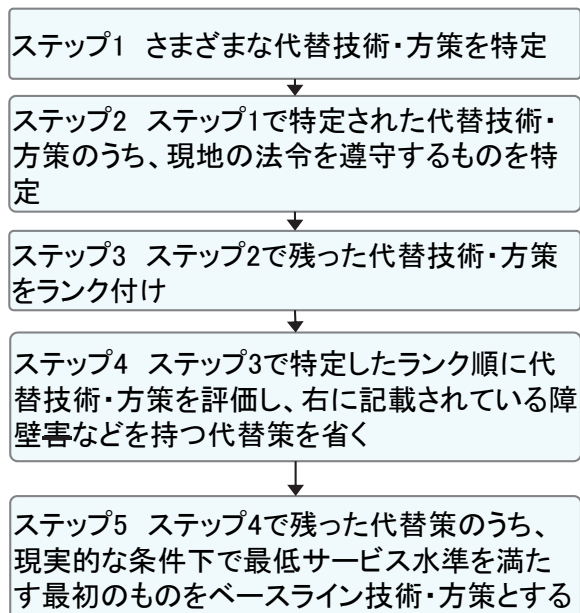 ステップ1　さまざまな代替技術・方策を特定
ステップ2　ステップ1で特定された代替技術・
方策のうち、現地の法令を遵守するものを特
定
ステップ3　ステップ2で残った代替技術・方策
をランク付け
ステップ4　ステップ3で特定したランク順に代
替技術・方策を評価し、右に記載されている障
壁害などを持つ代替策を省く
ステップ5　ステップ4で残った代替策のうち、
現実的な条件下で最低サービス水準を満た
す最初のものをベースライン技術・方策とする